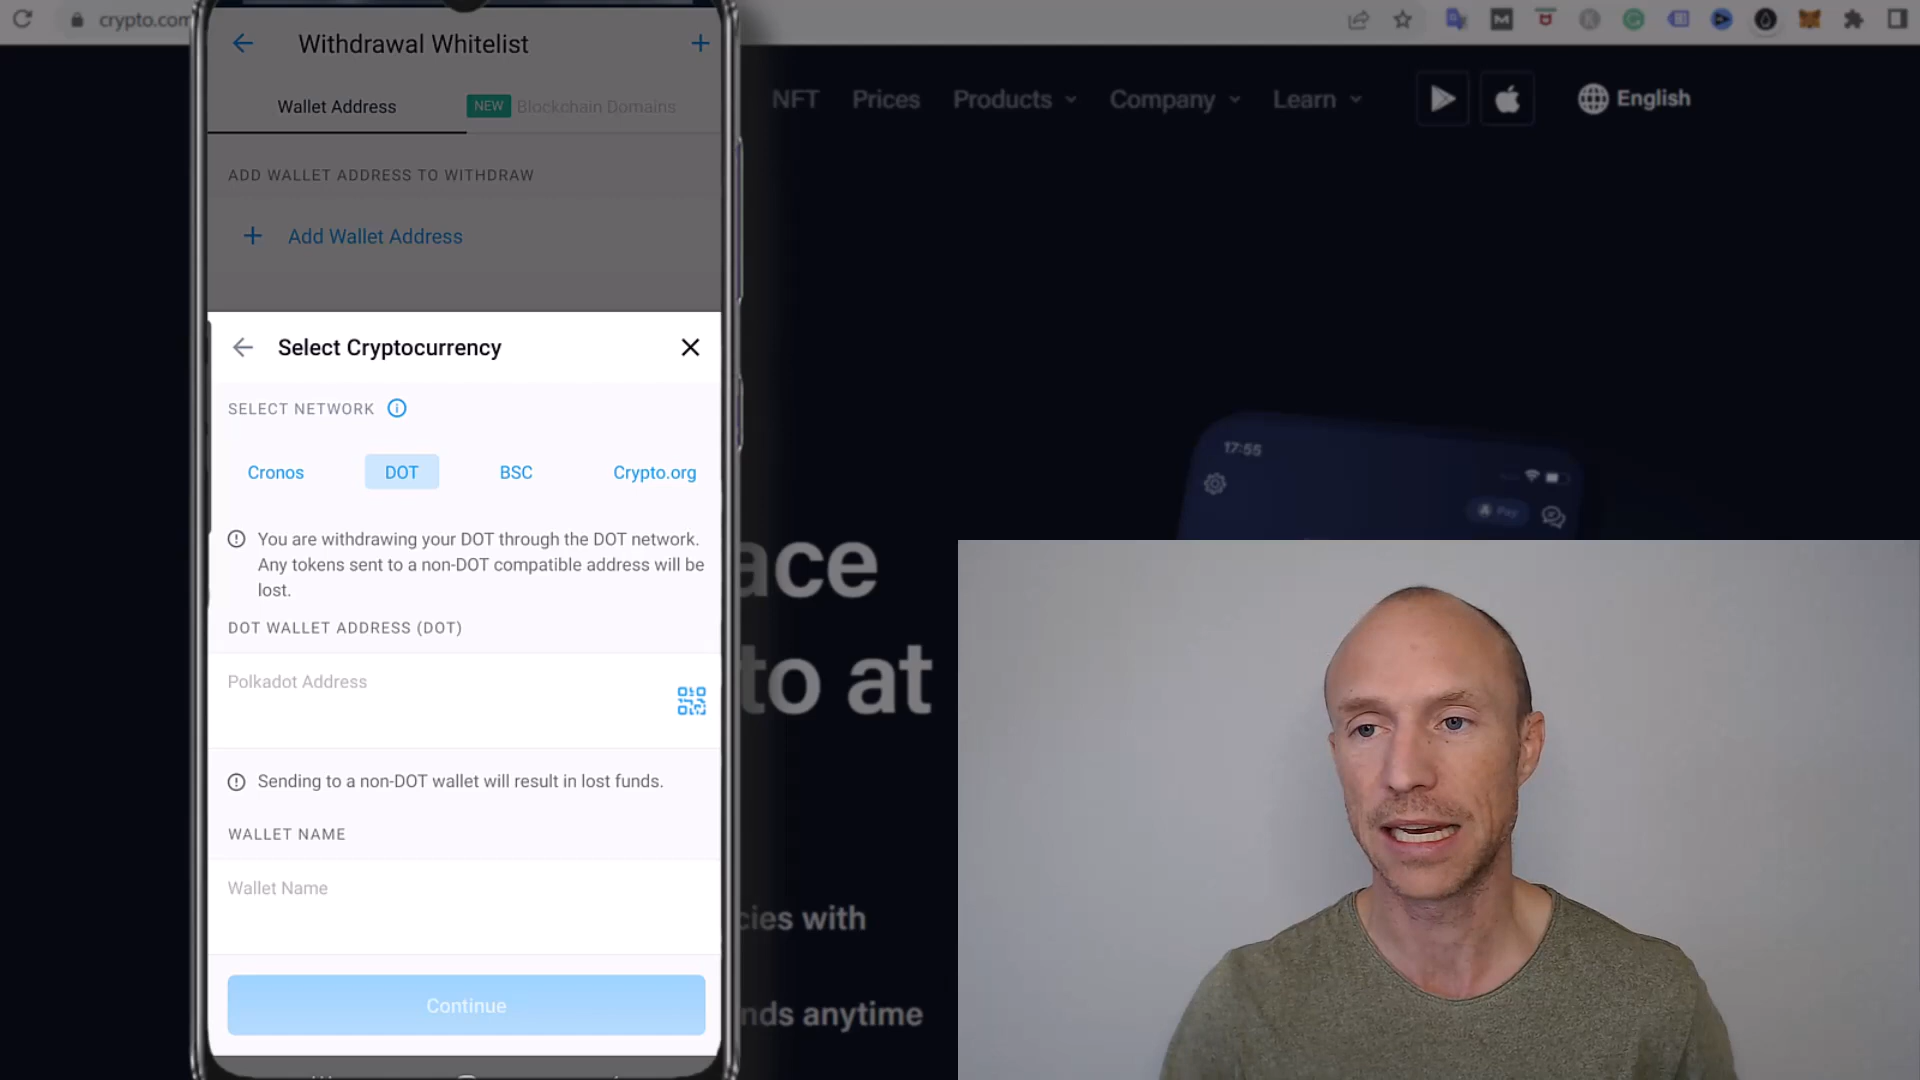 crypto.com
Withdrawal Whitelist
Wallet Address
NEW Blockchain Domains
ADD WALLET ADDRESS TO WITHDRAW
+ Add Wallet Address
Select Cryptocurrency
SELECT NETWORK
Cronos DOT BSC Crypto.org
You are withdrawing your DOT through the DOT network.
Any tokens sent to a non-DOT compatible address will be
lost.
DOT WALLET ADDRESS (DOT)
Polkadot Address
Sending to a non-DOT wallet will result in lost funds.
WALLET NAME
Wallet Name
Continue
NFT Prices Products Company Learn English
17:55
Pay
ace
to at
cies with
nds anytime